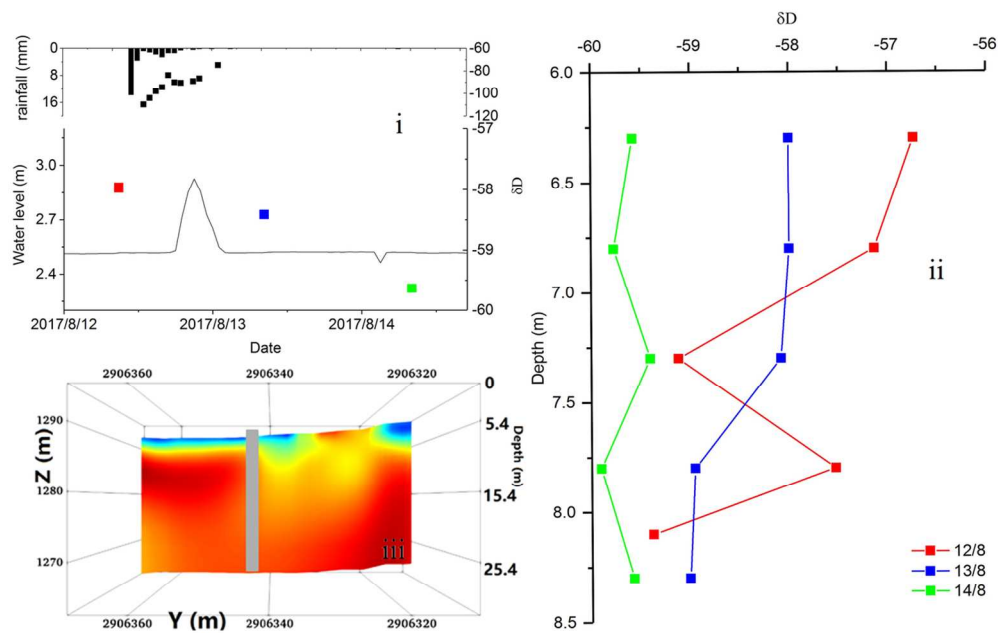 0
8
16
rainfall (mm)
-60
-80
-100
-120
i
3.0
2.7
2.4
Water level (m)
-57
-58
-59
-60
δD
2017/8/12 2017/8/13 2017/8/14
Date
δD
-60 -59 -58 -57 -56
6.0
6.5
7.0
7.5
8.0
8.5
Depth (m)
ii
12/8
13/8
14/8
2906360 2906340 2906320
0
5.4
15.4
25.4
Depth (m)
1290
1280
1270
Z (m)
iii
2906360 2906340 2906320
Y (m)